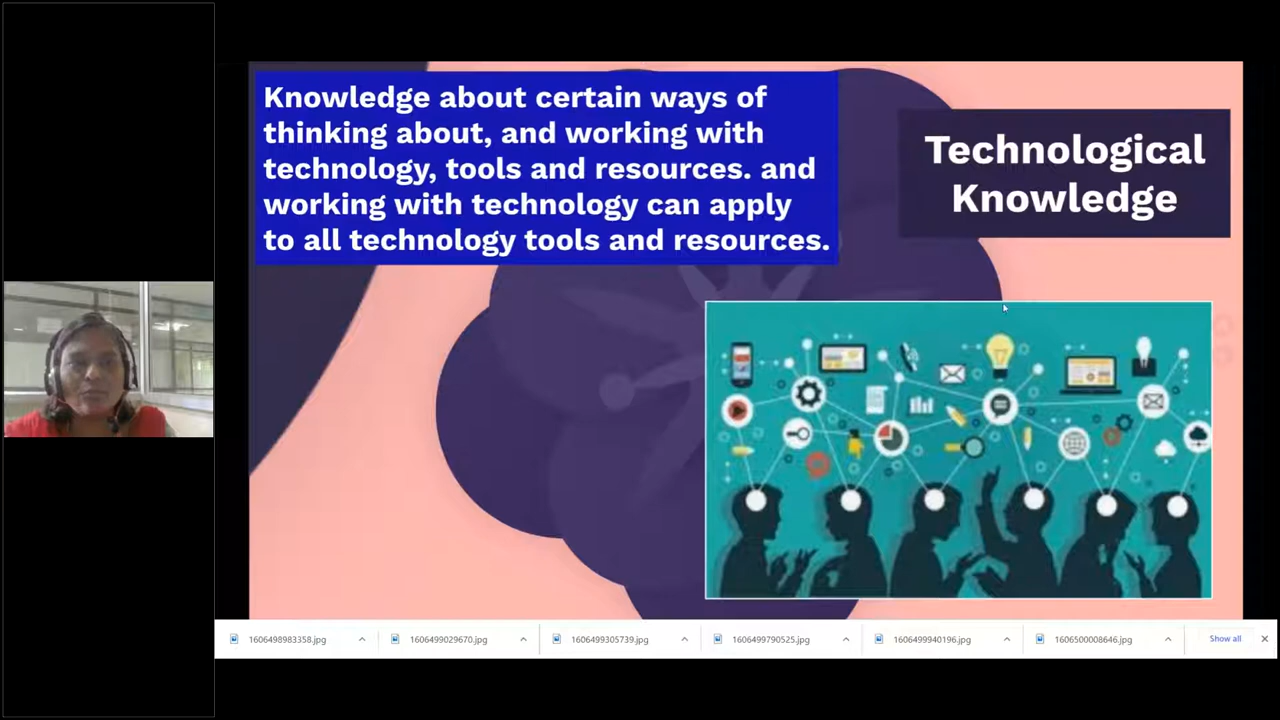 Knowledge about certain ways of
thinking about, and working with
technology, tools and resources. and
working with technology can apply
to all technology tools and resources.
Technological
Knowledge
1606498983358.jpg
1606499029670.jpg
1606499305739.jpg
1606499790525.jpg
1606499940196.jpg
1606500008646.jpg
Show all